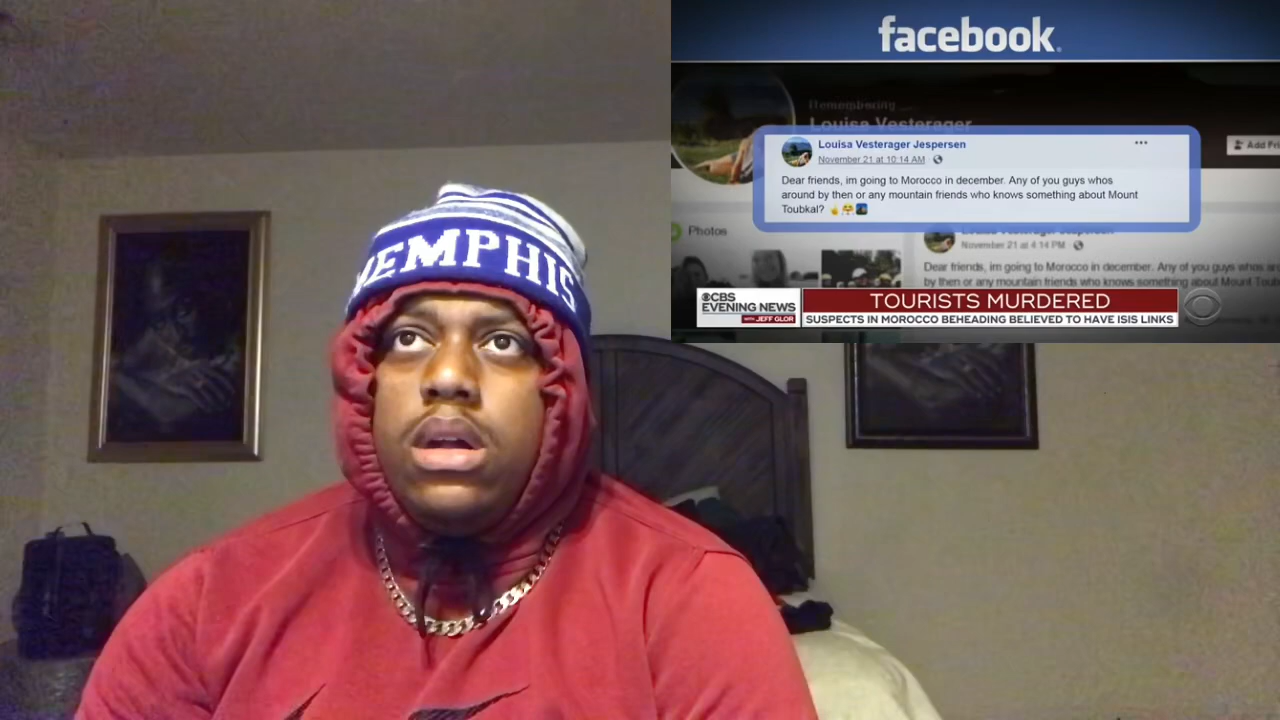 facebook
Remembering
Louisa Vesterager
Add Fri
Louisa Vesterager Jespersen
November 21 at 10:14 AM
Dear friends, im going to Morocco in december. Any of you guys whos
around by then or any mountain friends who knows something about Mount
Toubkal?
Photos
November 21 at 4:14 PM
Dear friends, im going to Morocco in december. Any of you guys whos
by then or any mountain friends who knows something about Mount
CBS
EVENING NEWS
WITH JEFF GLOR
TOURISTS MURDERED
SUSPECTS IN MOROCCO BEHEADING BELIEVED TO HAVE ISIS LINKS
MEMPHIS